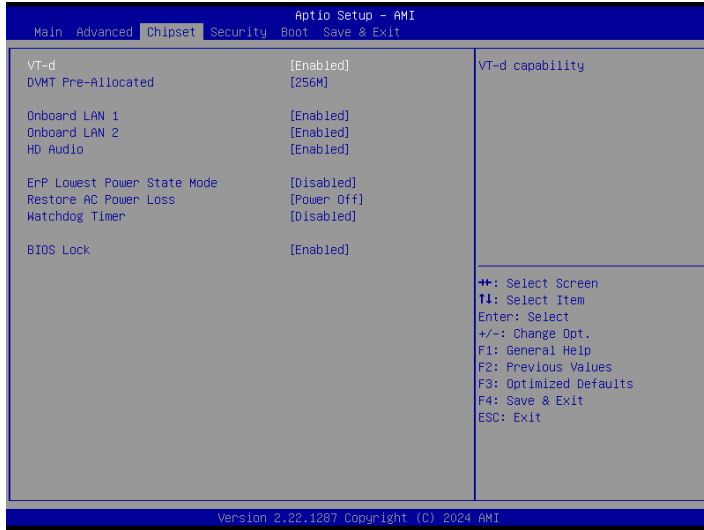 Aptio Setup - AMI
Main Advanced Chipset Security Boot Save & Exit
VT-d [Enabled]
DVMT Pre-Allocated [256M]
Onboard LAN 1 [Enabled]
Onboard LAN 2 [Enabled]
HD Audio [Enabled]
ErP Lowest Power State Mode [Disabled]
Restore AC Power Loss [Power Off]
Watchdog Timer [Disabled]
BIOS Lock [Enabled]
VT-d capability
→←: Select Screen
↑↓: Select Item
Enter: Select
+/-: Change Opt.
F1: General Help
F2: Previous Values
F3: Optimized Defaults
F4: Save & Exit
ESC: Exit
Version 2.22.1287 Copyright (C) 2024 AMI